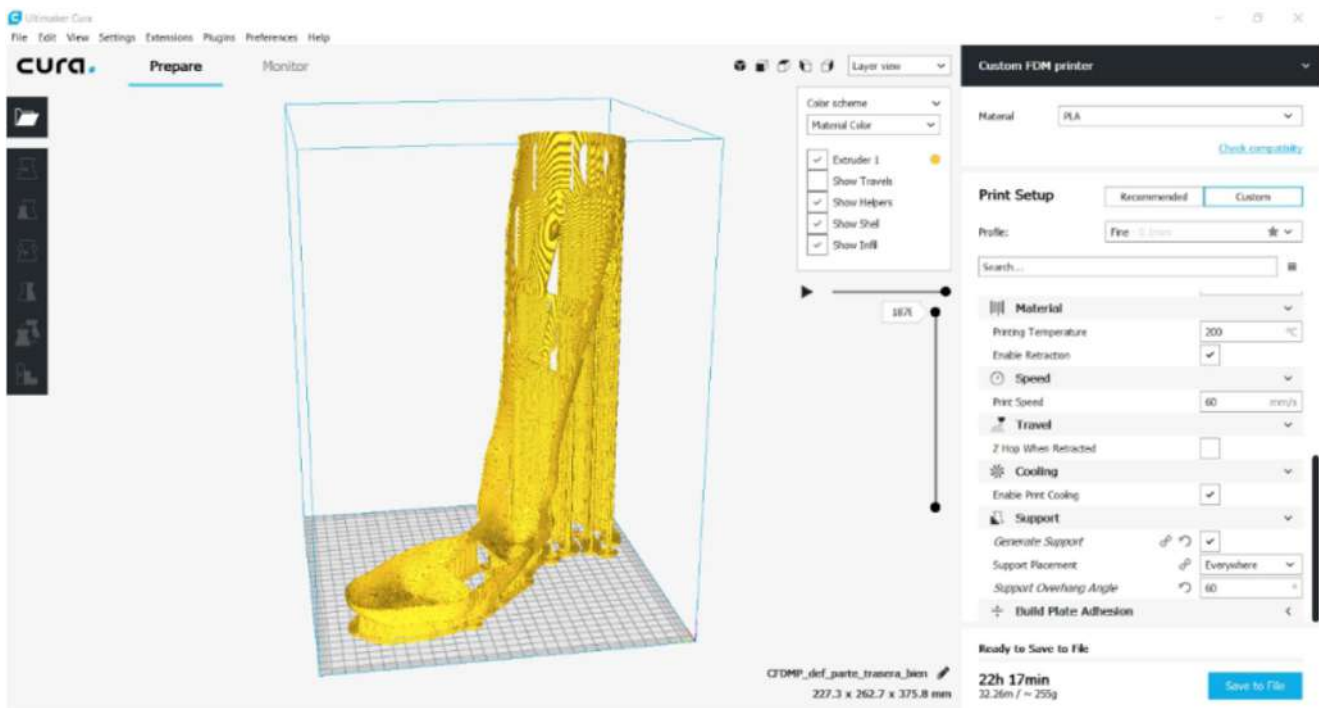 Ultimaker Cura
File Edit View Settings Extensions Plugins Preferences Help
cura. Prepare Monitor
Layer view
Color scheme
Material Color
Extruder 1
Show Travels
Show Helpers
Show Shell
Show Infill
187
Custom FDM printer
Material PLA
Check compatibility
Print Setup Recommended Custom
Profile: Fine 0.1mm
Search...
Material
Printing Temperature 200 °C
Enable Retraction
Speed
Print Speed 60 mm/s
Travel
Z Hop When Retracted
Cooling
Enable Print Cooling
Support
Generate Support
Support Placement Everywhere
Support Overhang Angle 60 °
Build Plate Adhesion
Ready to Save to File
22h 17min
32.26m / ~ 255g
Save to File
CFDMP_def_parte_trasera_bien
227.3 x 262.7 x 375.8 mm